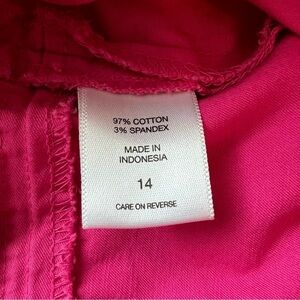 97% COTTON
3% SPANDEX
MADE IN
INDONESIA
14
CARE ON REVERSE